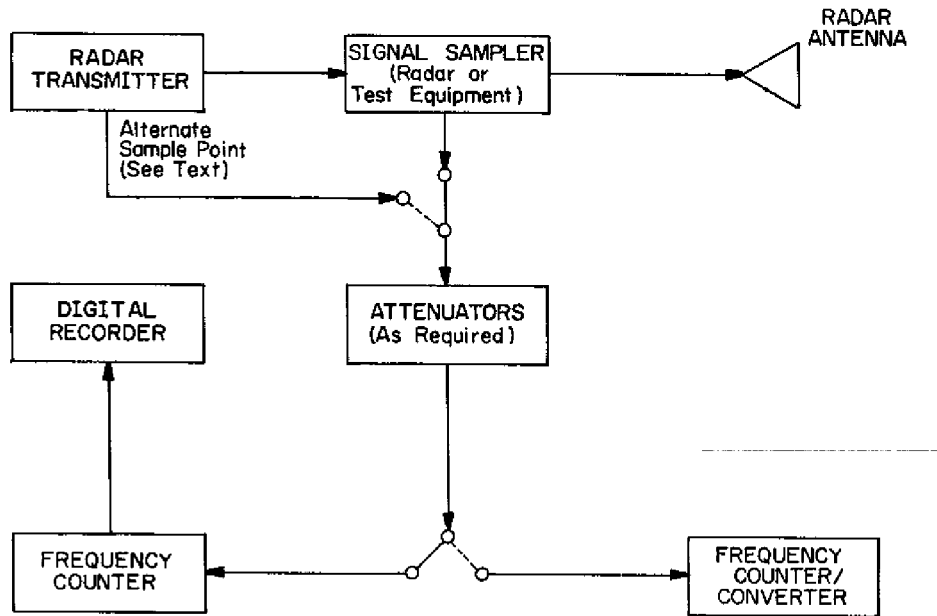 RADAR
TRANSMITTER
SIGNAL SAMPLER
(Radar or
Test Equipment)
RADAR
ANTENNA
Alternate
Sample Point
(See Text)
DIGITAL
RECORDER
ATTENUATORS
(As Required)
FREQUENCY
COUNTER
FREQUENCY
COUNTER/
CONVERTER